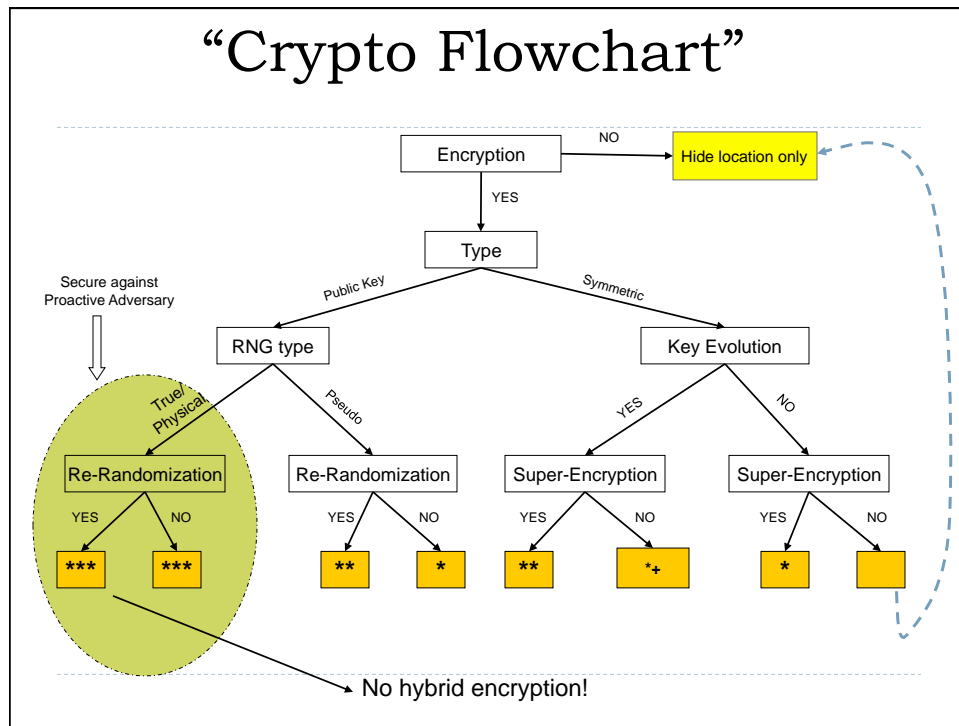 “Crypto Flowchart”
NO
Encryption
Hide location only
YES
Type
Secure against
Proactive Adversary
Public Key
Symmetric
RNG type
Key Evolution
True/
Physical
Pseudo
YES
NO
Re-Randomization
Re-Randomization
Super-Encryption
Super-Encryption
YES
NO
YES
NO
YES
NO
YES
NO
***
***
**
*
**
*+
*
No hybrid encryption!